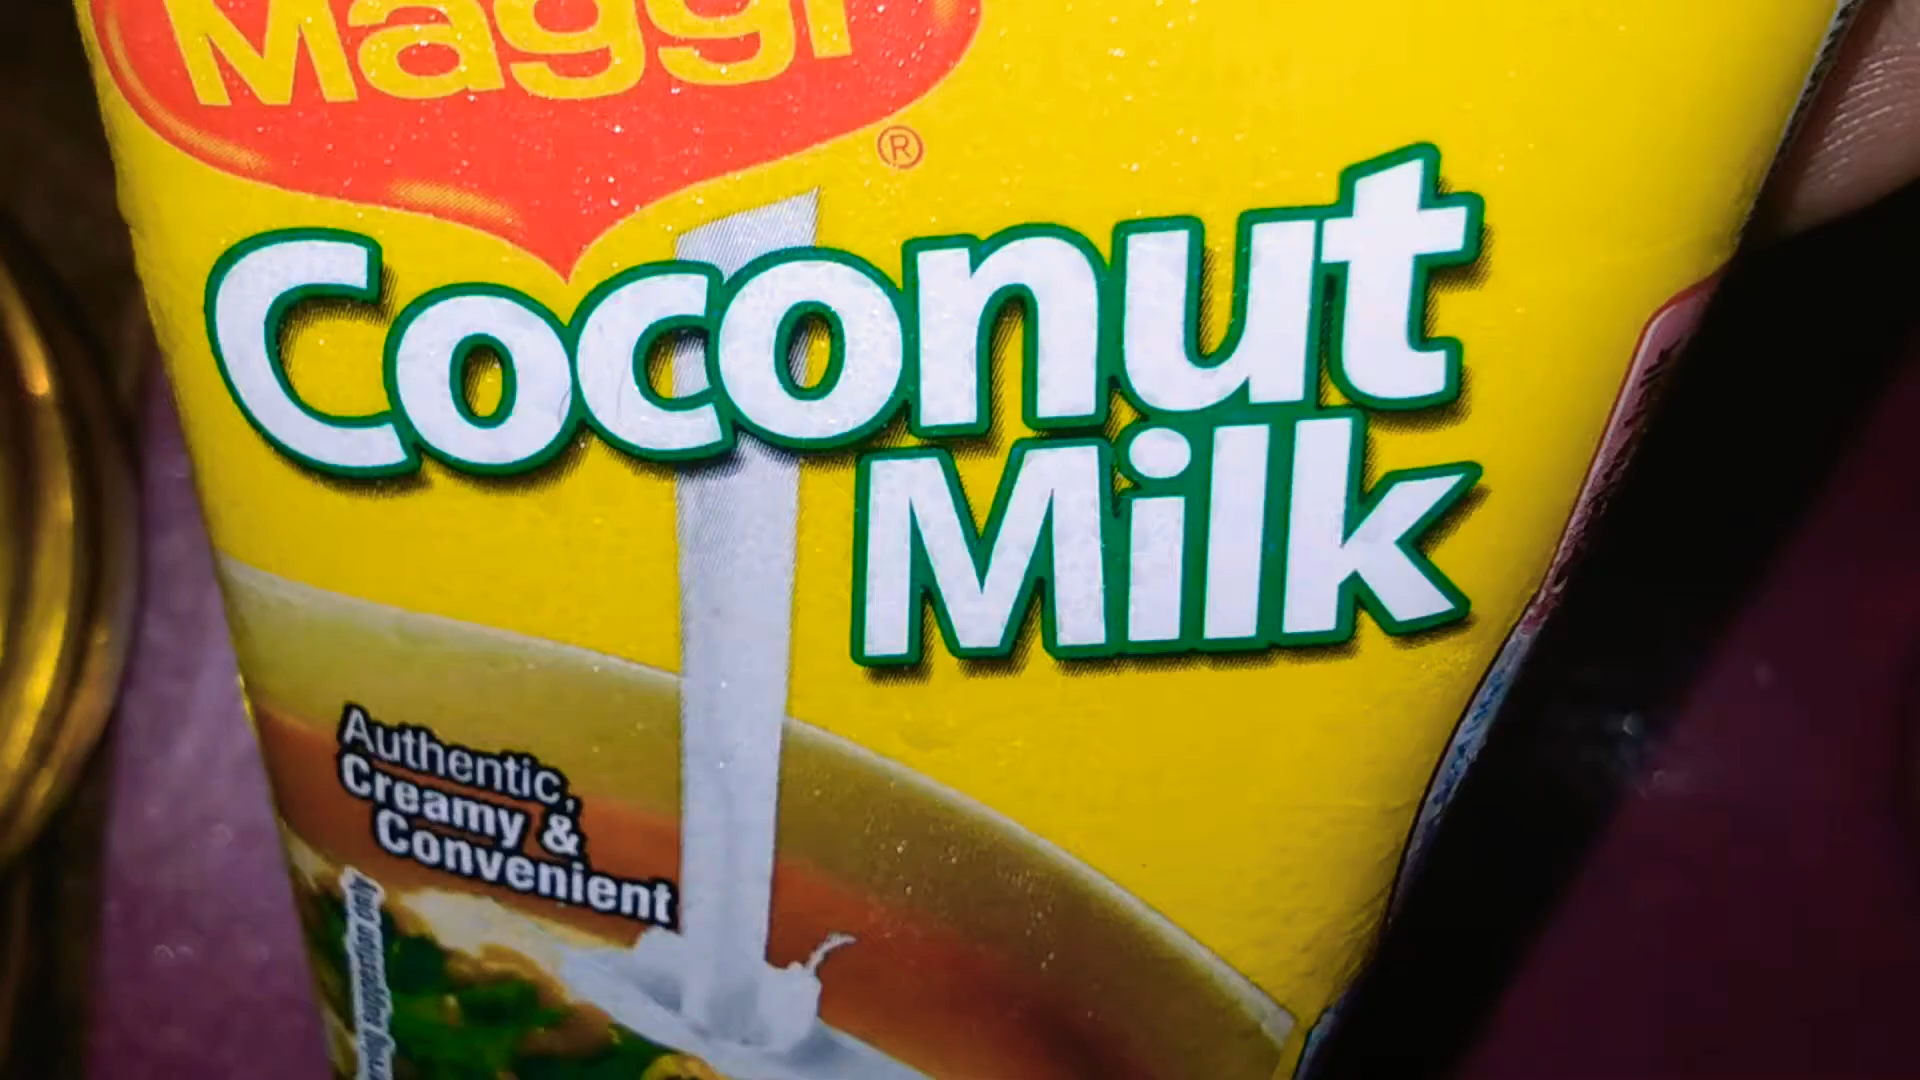 Maggi
®
Coconut
Milk
Authentic,
Creamy &
Convenient